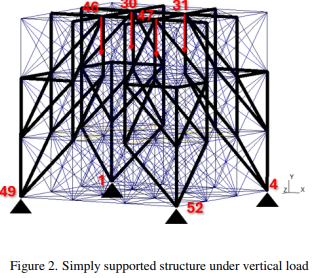 46 30 47 31
1
49 52 4
Y
Z X
Figure 2. Simply supported structure under vertical load